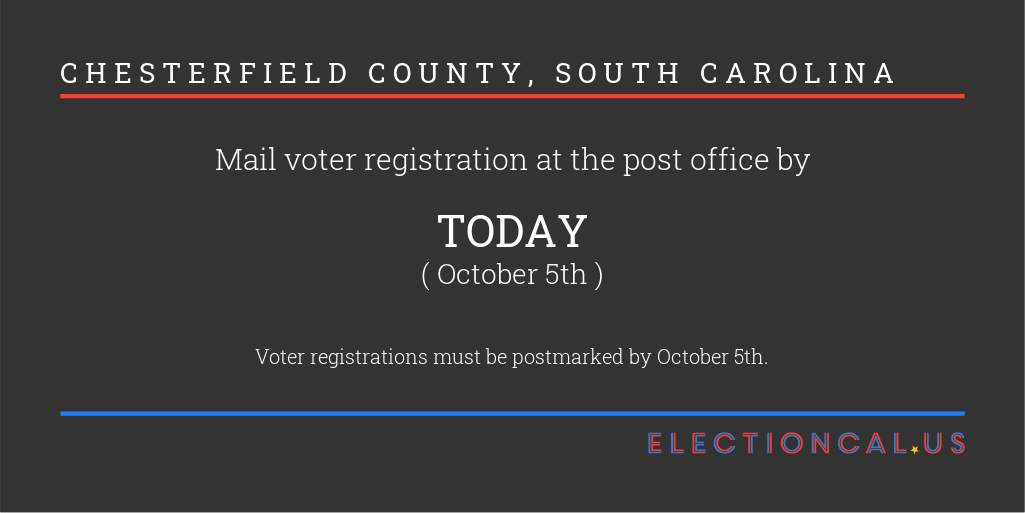 CHESTERFIELD COUNTY, SOUTH CAROLINA
Mail voter registration at the post office by
TODAY
( October 5th )
Voter registrations must be postmarked by October 5th.
ELECTIONCAL.US